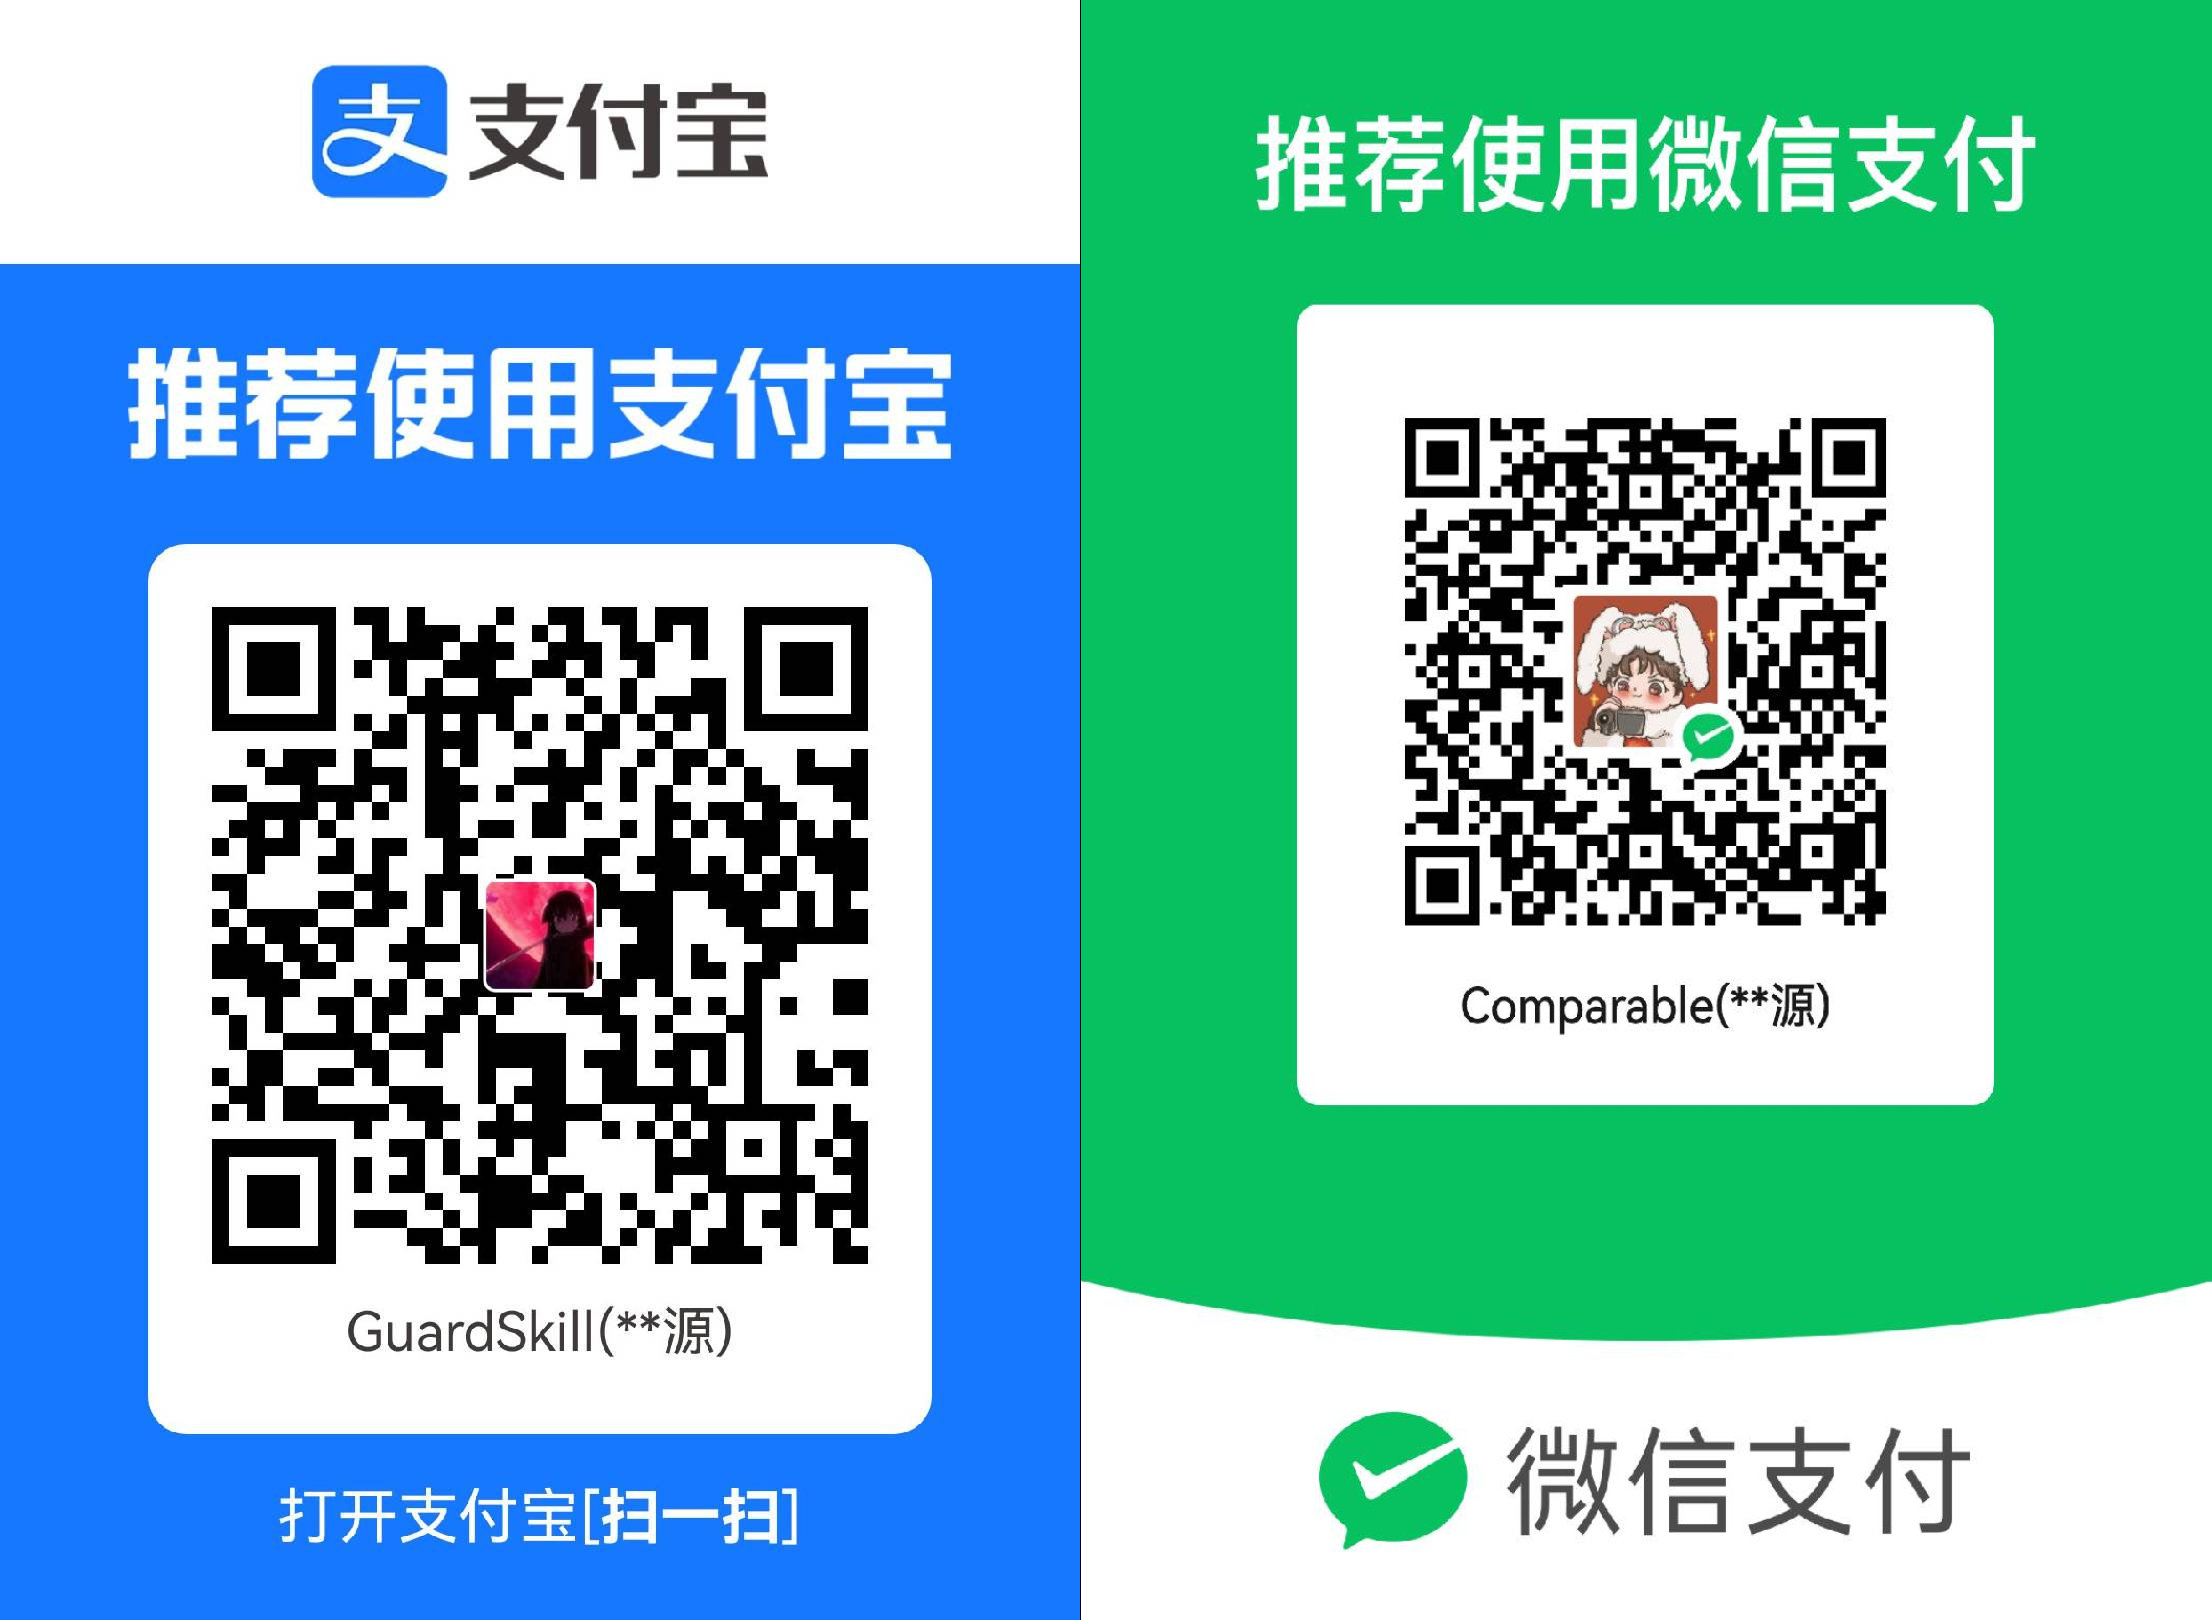 支 支付宝
推荐使用支付宝
GuardSkill(**源)
打开支付宝[扫一扫]
推荐使用微信支付
Comparable(**源)
微信支付